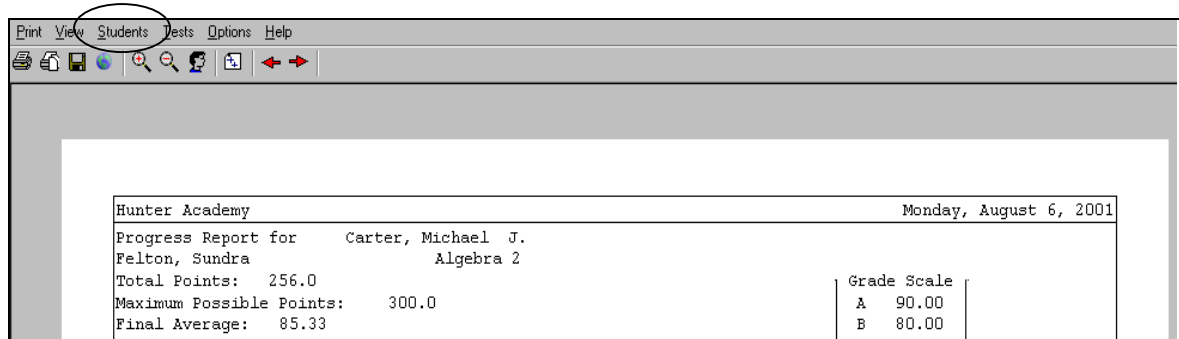 Print View Students Tests Options Help
Hunter Academy Monday, August 6, 2001
Progress Report for Carter, Michael J.
Felton, Sundra Algebra 2
Total Points: 256.0 Grade Scale
Maximum Possible Points: 300.0 A 90.00
Final Average: 85.33 B 80.00